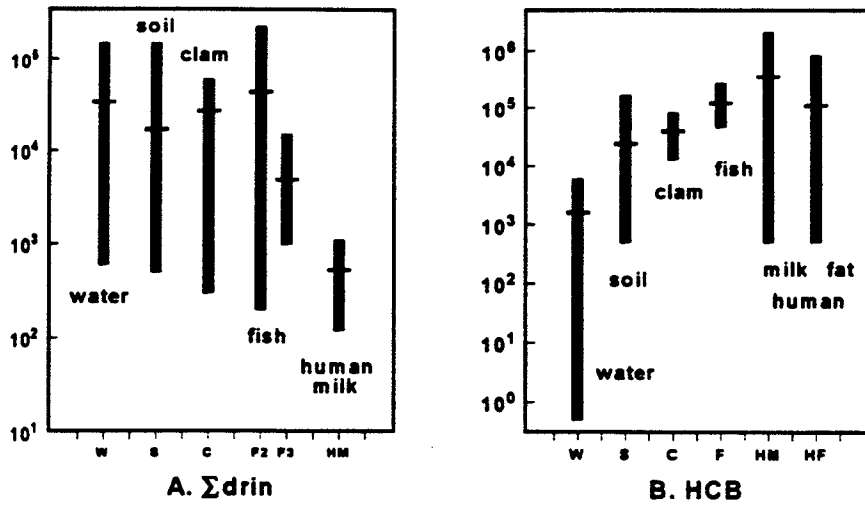 soil
clam
10⁵
10⁴
10³
water
fish
10²
human
milk
10¹
W S C F2 F3 HM
A. ∑drin
10⁶
10⁵
10⁴
fish
clam
10³
milk fat
soil
10²
human
10¹
water
10⁰
W S C F HM HF
B. HCB